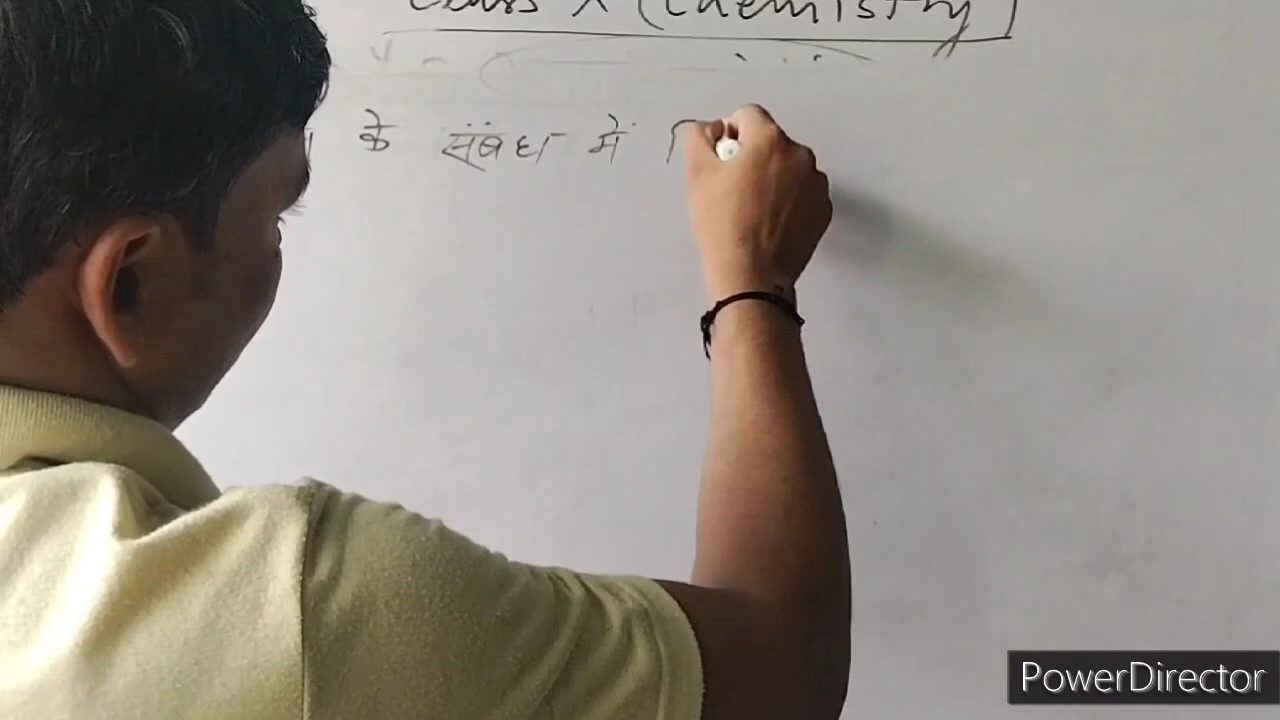 Class X (Chemistry)
के संबंध में
PowerDirector